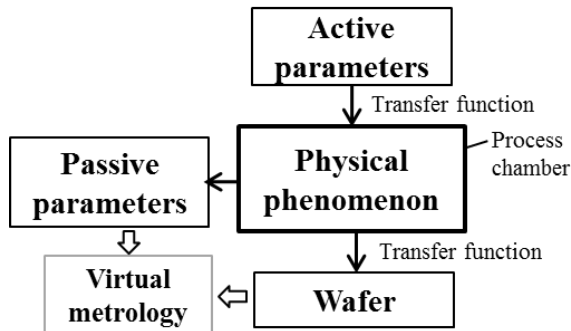 Active
parameters
Transfer function
Process
chamber
Physical
phenomenon
Passive
parameters
Transfer function
Virtual
metrology
Wafer